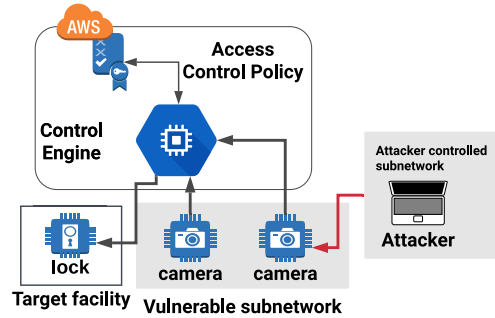 AWS
Access
Control Policy
Control
Engine
Attacker controlled
subnetwork
Attacker
lock
camera
camera
Target facility
Vulnerable subnetwork